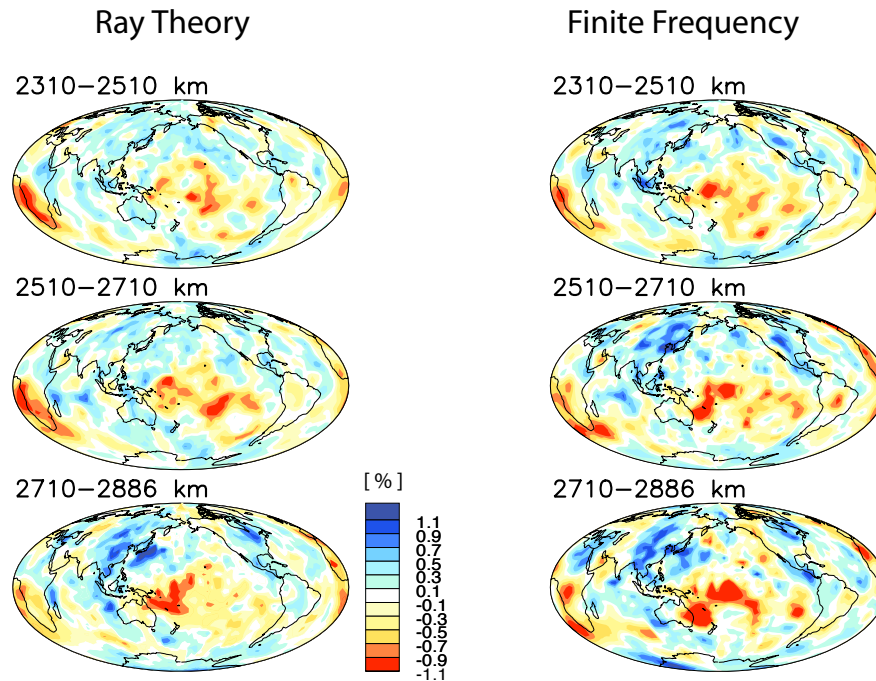 Ray Theory
Finite Frequency
2310−2510 km
2310−2510 km
2510−2710 km
2510−2710 km
2710−2886 km
2710−2886 km
[%]
1.1
0.9
0.7
0.5
0.3
0.1
-0.1
-0.3
-0.5
-0.7
-0.9
-1.1